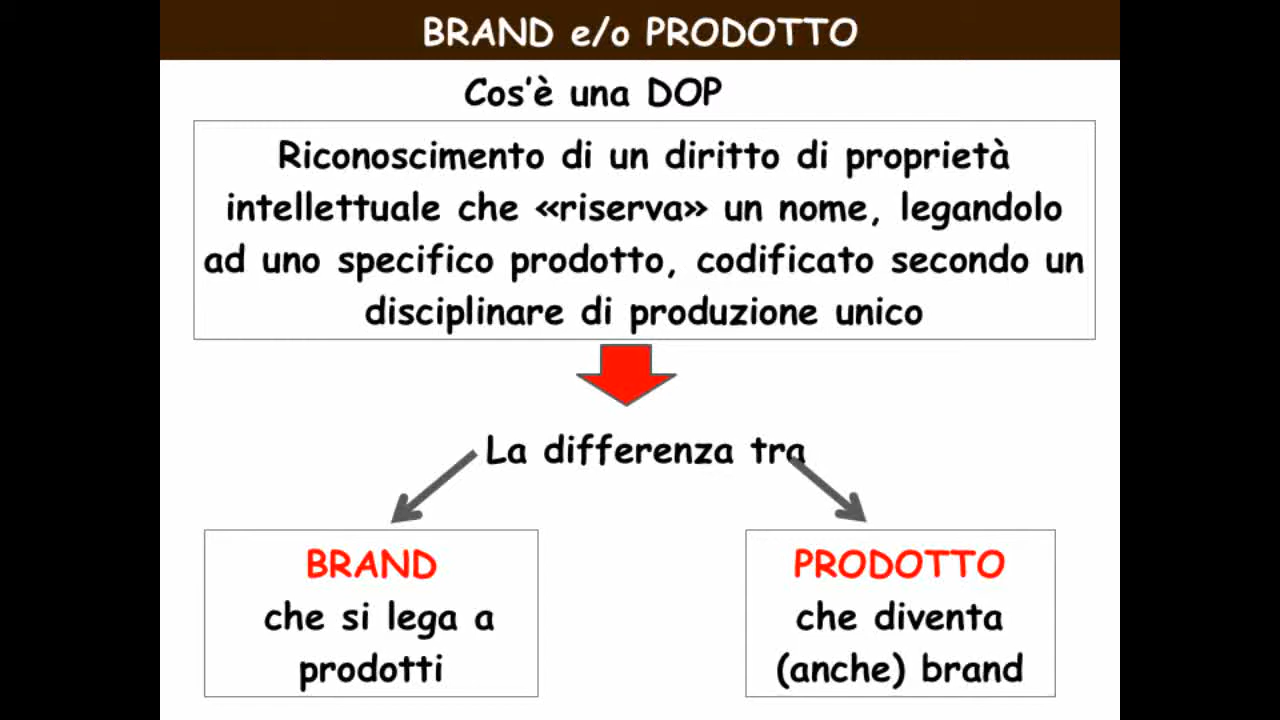 BRAND e/o PRODOTTO
Cos'è una DOP
Riconoscimento di un diritto di proprietà
intellettuale che «riserva» un nome, legandolo
ad uno specifico prodotto, codificato secondo un
disciplinare di produzione unico
La differenza tra
BRAND
che si lega a
prodotti
PRODOTTO
che diventa
(anche) brand